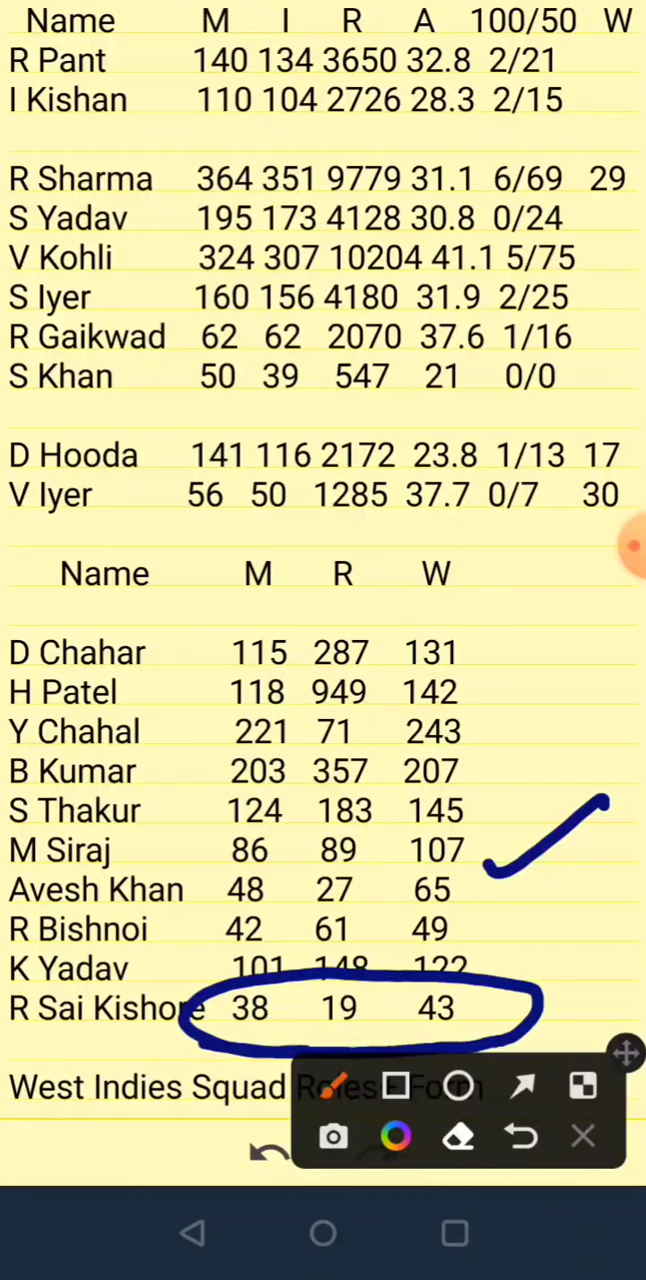 Name M I R A 100/50 W
R Pant 140 134 3650 32.8 2/21
I Kishan 110 104 2726 28.3 2/15
R Sharma 364 351 9779 31.1 6/69 29
S Yadav 195 173 4128 30.8 0/24
V Kohli 324 307 10204 41.1 5/75
S Iyer 160 156 4180 31.9 2/25
R Gaikwad 62 62 2070 37.6 1/16
S Khan 50 39 547 21 0/0
D Hooda 141 116 2172 23.8 1/13 17
V Iyer 56 50 1285 37.7 0/7 30
Name M R W
D Chahar 115 287 131
H Patel 118 949 142
Y Chahal 221 71 243
B Kumar 203 357 207
S Thakur 124 183 145
M Siraj 86 89 107
Avesh Khan 48 27 65
R Bishnoi 42 61 49
K Yadav 101 148 122
R Sai Kishore 38 19 43
West Indies Squad Roles+ Form